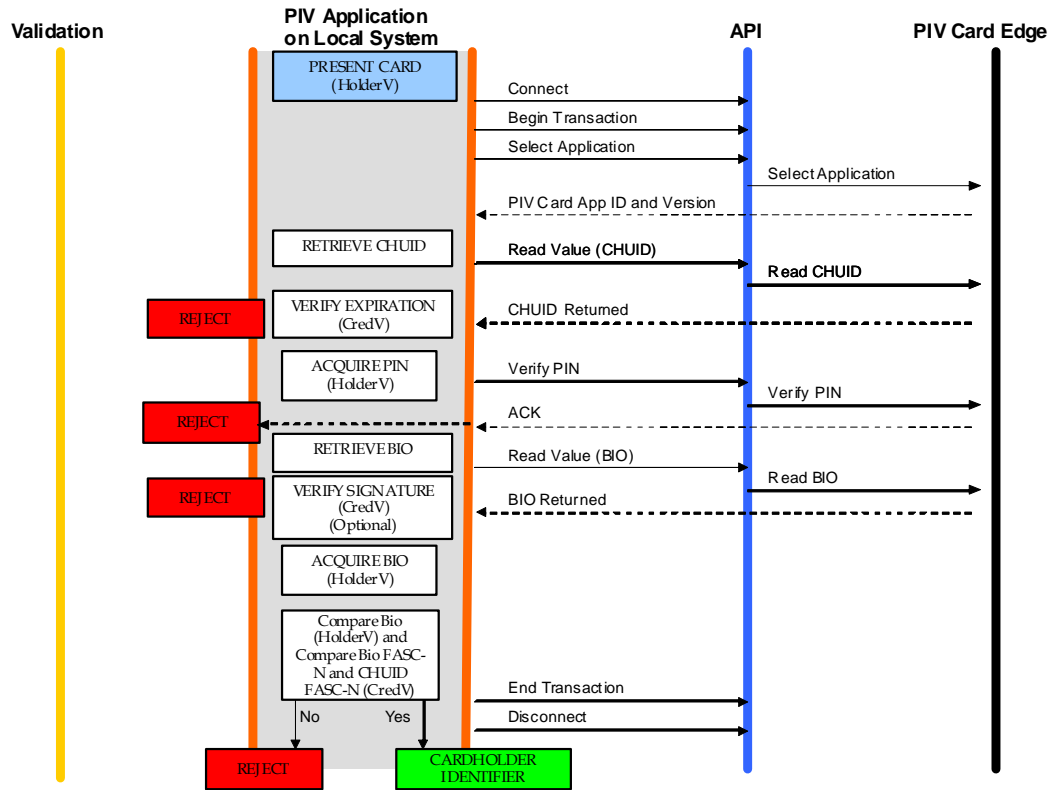 Validation
PIV Application
on Local System
API
PIV Card Edge
PRESENT CARD
(HolderV)
Connect
Begin Transaction
Select Application
Select Application
PIV Card App ID and Version
RETRIEVE CHUID
Read Value (CHUID)
Read CHUID
REJECT
VERIFY EXPIRATION
(CredV)
CHUID Returned
ACQUIRE PIN
(HolderV)
Verify PIN
Verify PIN
REJECT
ACK
RETRIEVE BIO
Read Value (BIO)
Read BIO
REJECT
VERIFY SIGNATURE
(CredV)
(Optional)
BIO Returned
ACQUIRE BIO
(HolderV)
Compare Bio
(HolderV) and
Compare Bio FASC-
N and CHUID
FASC-N (CredV)
End Transaction
No
Yes
Disconnect
REJECT
CARDHOLDER
IDENTIFIER